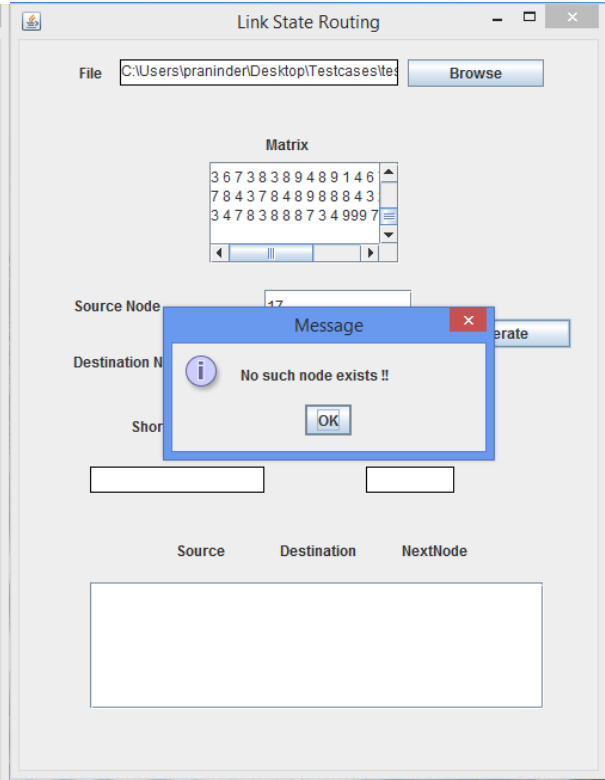 Link State Routing
File C:\Users\praninder\Desktop\Testcases\tes Browse
Matrix
3 6 7 3 8 3 8 9 4 8 9 1 4 6
7 8 4 3 7 8 4 8 9 8 8 8 4 3
3 4 7 8 3 8 8 8 7 3 4 999 7
Source Node 17
Message
erate
Destination N
No such node exists !!
OK
Shor
Source Destination NextNode